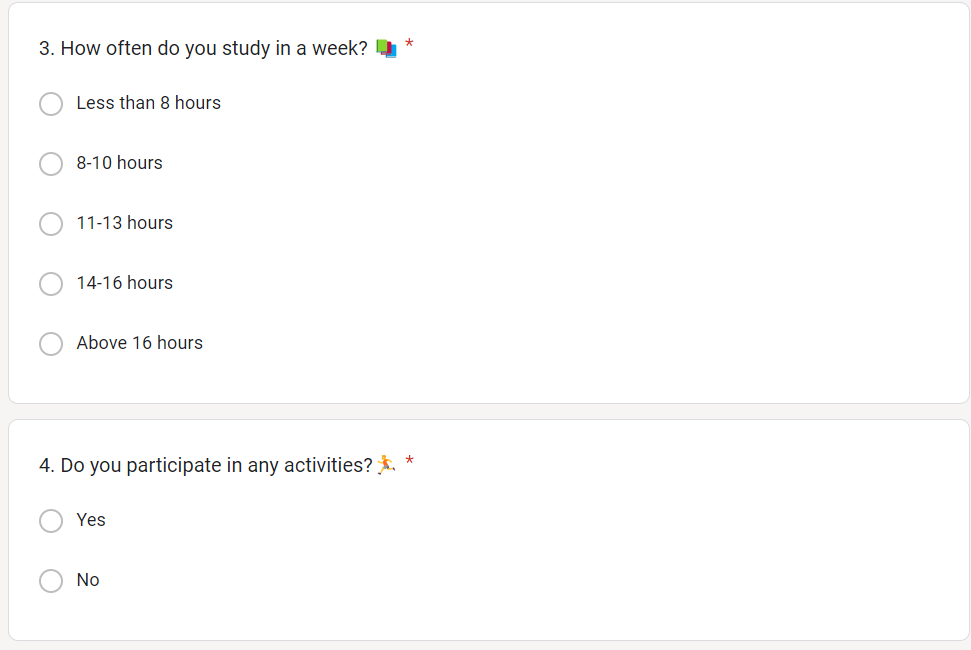 3. How often do you study in a week? 📚 *
Less than 8 hours
8-10 hours
11-13 hours
14-16 hours
Above 16 hours
4. Do you participate in any activities?🏃 *
Yes
No